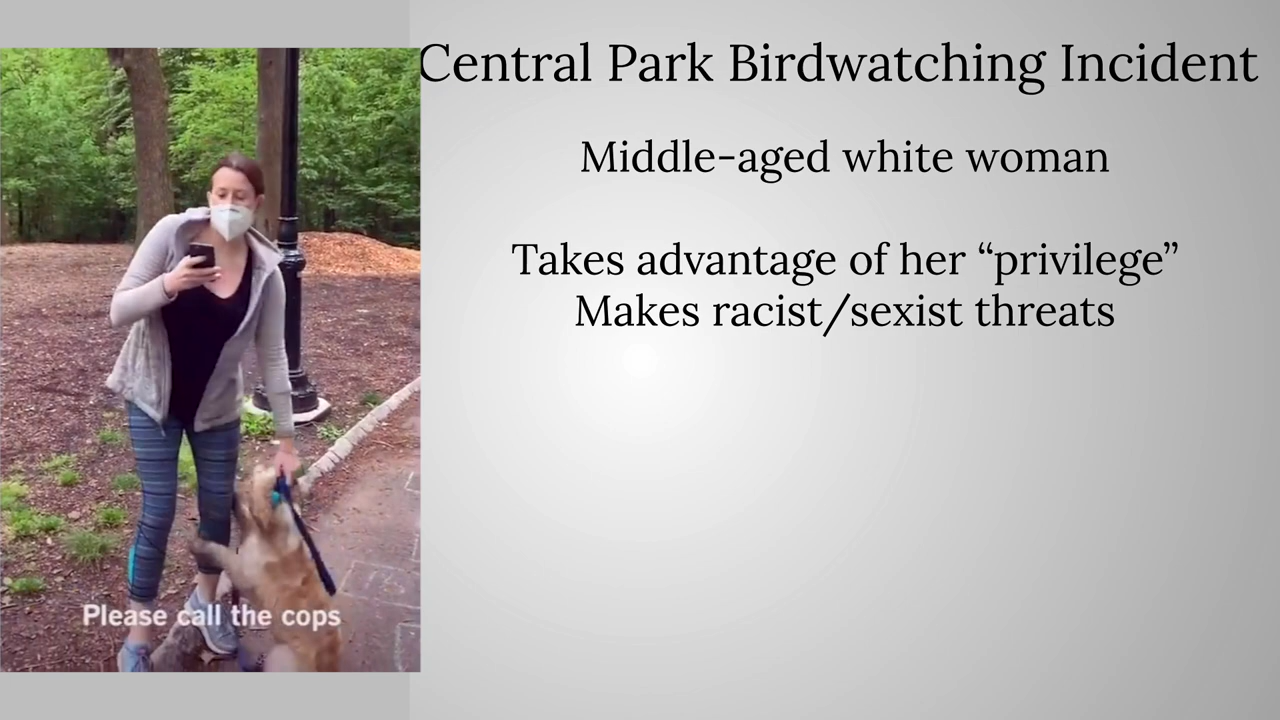 Central Park Birdwatching Incident
Middle-aged white woman
Takes advantage of her “privilege”
Makes racist/sexist threats
Please call the cops